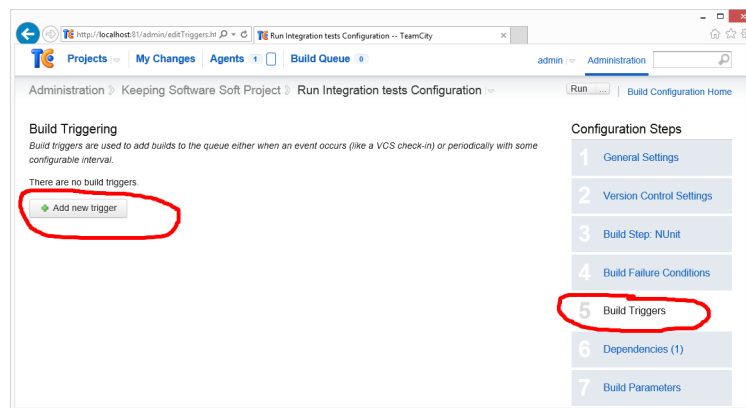 http://localhost:81/admin/editTriggers.ht
Run Integration tests Configuration -- TeamCity
TC Projects My Changes Agents 1 Build Queue 0 admin Administration
Administration Keeping Software Soft Project Run Integration tests Configuration Run ... Build Configuration Home
Build Triggering
Build triggers are used to add builds to the queue either when an event occurs (like a VCS check-in) or periodically with some
configurable interval.
There are no build triggers.
Add new trigger
Configuration Steps
1 General Settings
2 Version Control Settings
3 Build Step: NUnit
4 Build Failure Conditions
5 Build Triggers
6 Dependencies (1)
7 Build Parameters